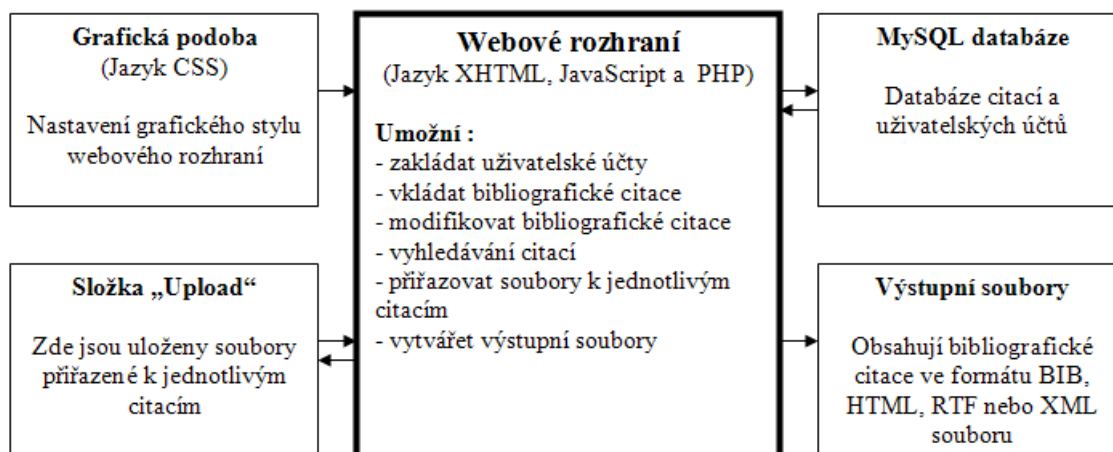 Grafická podoba
(Jazyk CSS)
Nastavení grafického stylu
webového rozhraní
Složka „Upload“
Zde jsou uloženy soubory
přiřazené k jednotlivým
citacím
Webové rozhraní
(Jazyk XHTML, JavaScript a PHP)
Umožní :
- zakládat uživatelské účty
- vkládat bibliografické citace
- modifikovat bibliografické citace
- vyhledávání citací
- přiřazovat soubory k jednotlivým
citacím
- vytvářet výstupní soubory
MySQL databáze
Databáze citací a
uživatelských účtů
Výstupní soubory
Obsahují bibliografické
citace ve formátu BIB,
HTML, RTF nebo XML
souboru